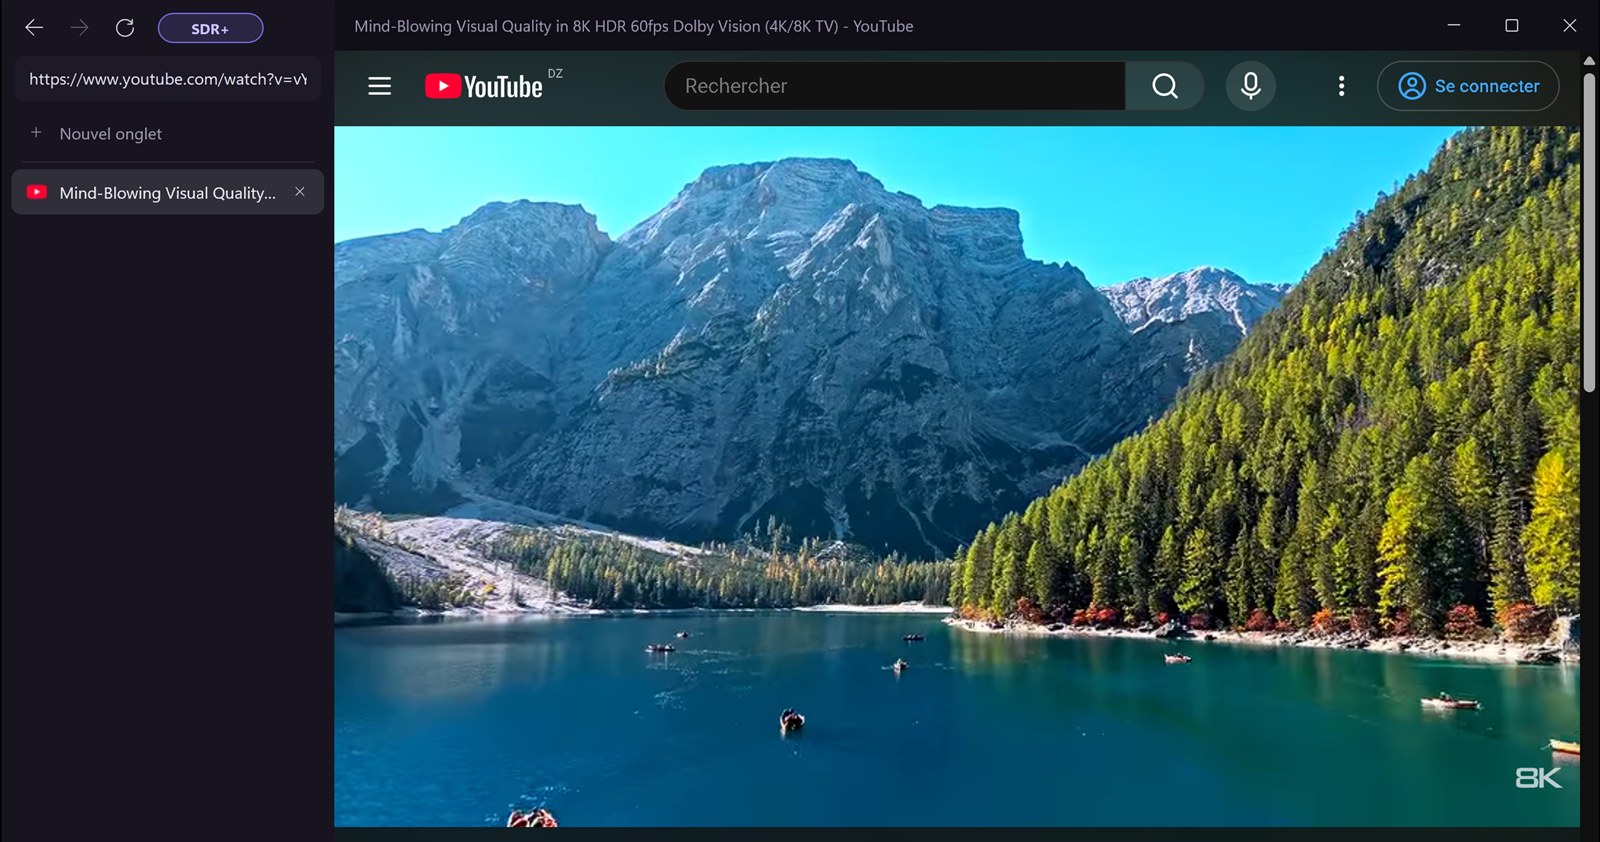 SDR+
Mind-Blowing Visual Quality in 8K HDR 60fps Dolby Vision (4K/8K TV) - YouTube
https://www.youtube.com/watch?v=
Nouvel onglet
Mind-Blowing Visual Quality...
YouTube DZ
Rechercher
Se connecter
8K